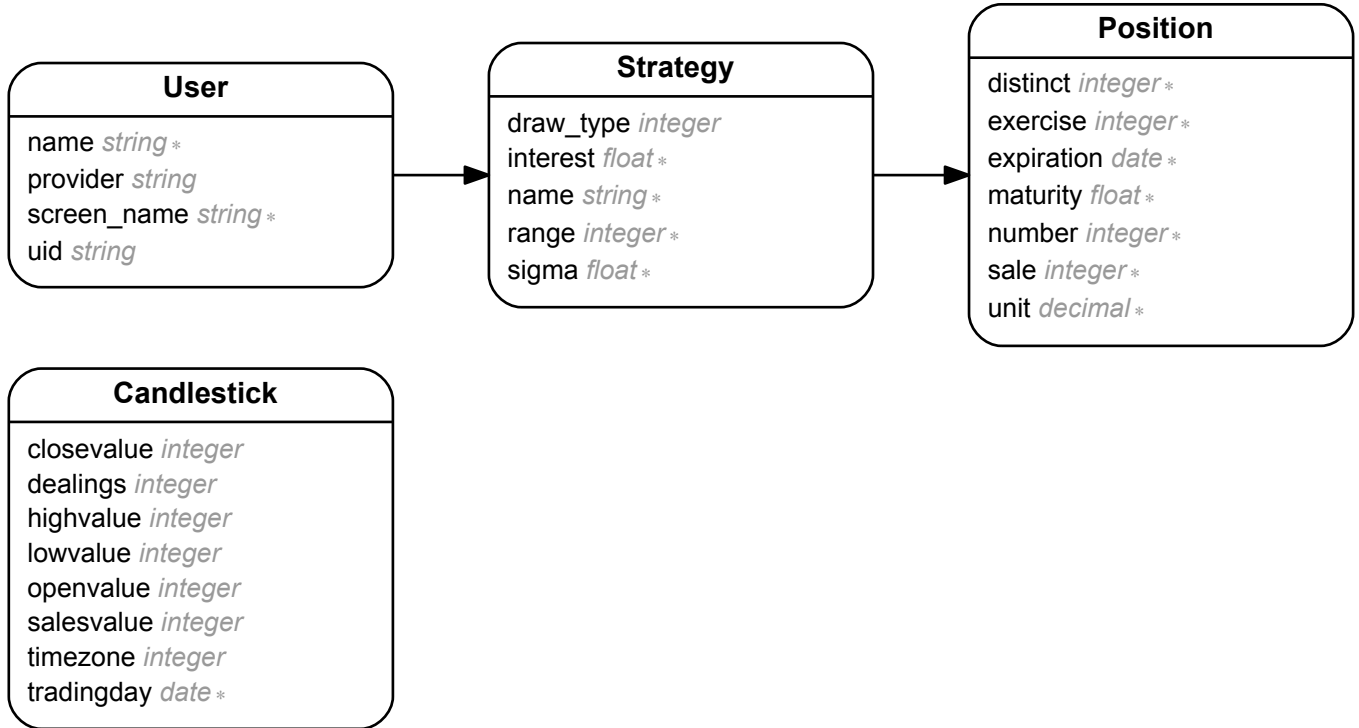 User
name string *
provider string
screen_name string *
uid string
Strategy
draw_type integer
interest float *
name string *
range integer *
sigma float *
Position
distinct integer *
exercise integer *
expiration date *
maturity float *
number integer *
sale integer *
unit decimal *
Candlestick
closevalue integer
dealings integer
highvalue integer
lowvalue integer
openvalue integer
salesvalue integer
timezone integer
tradingday date *